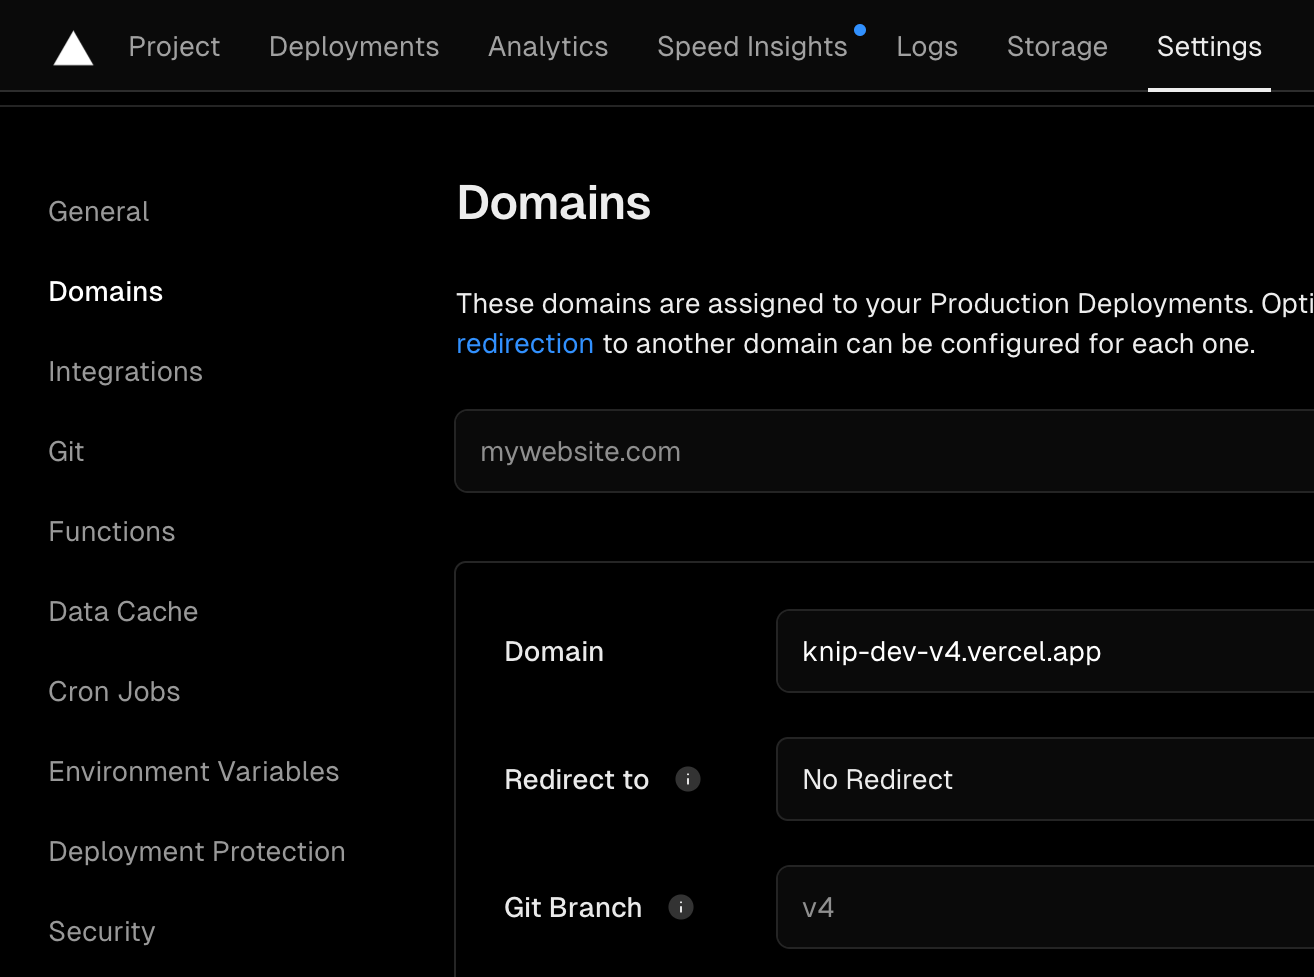 Project Deployments Analytics Speed Insights Logs Storage Settings
General
Domains
Integrations
Git
Functions
Data Cache
Cron Jobs
Environment Variables
Deployment Protection
Security
Domains
These domains are assigned to your Production Deployments. Opti
redirection to another domain can be configured for each one.
mywebsite.com
Domain knip-dev-v4.vercel.app
Redirect to i No Redirect
Git Branch i v4